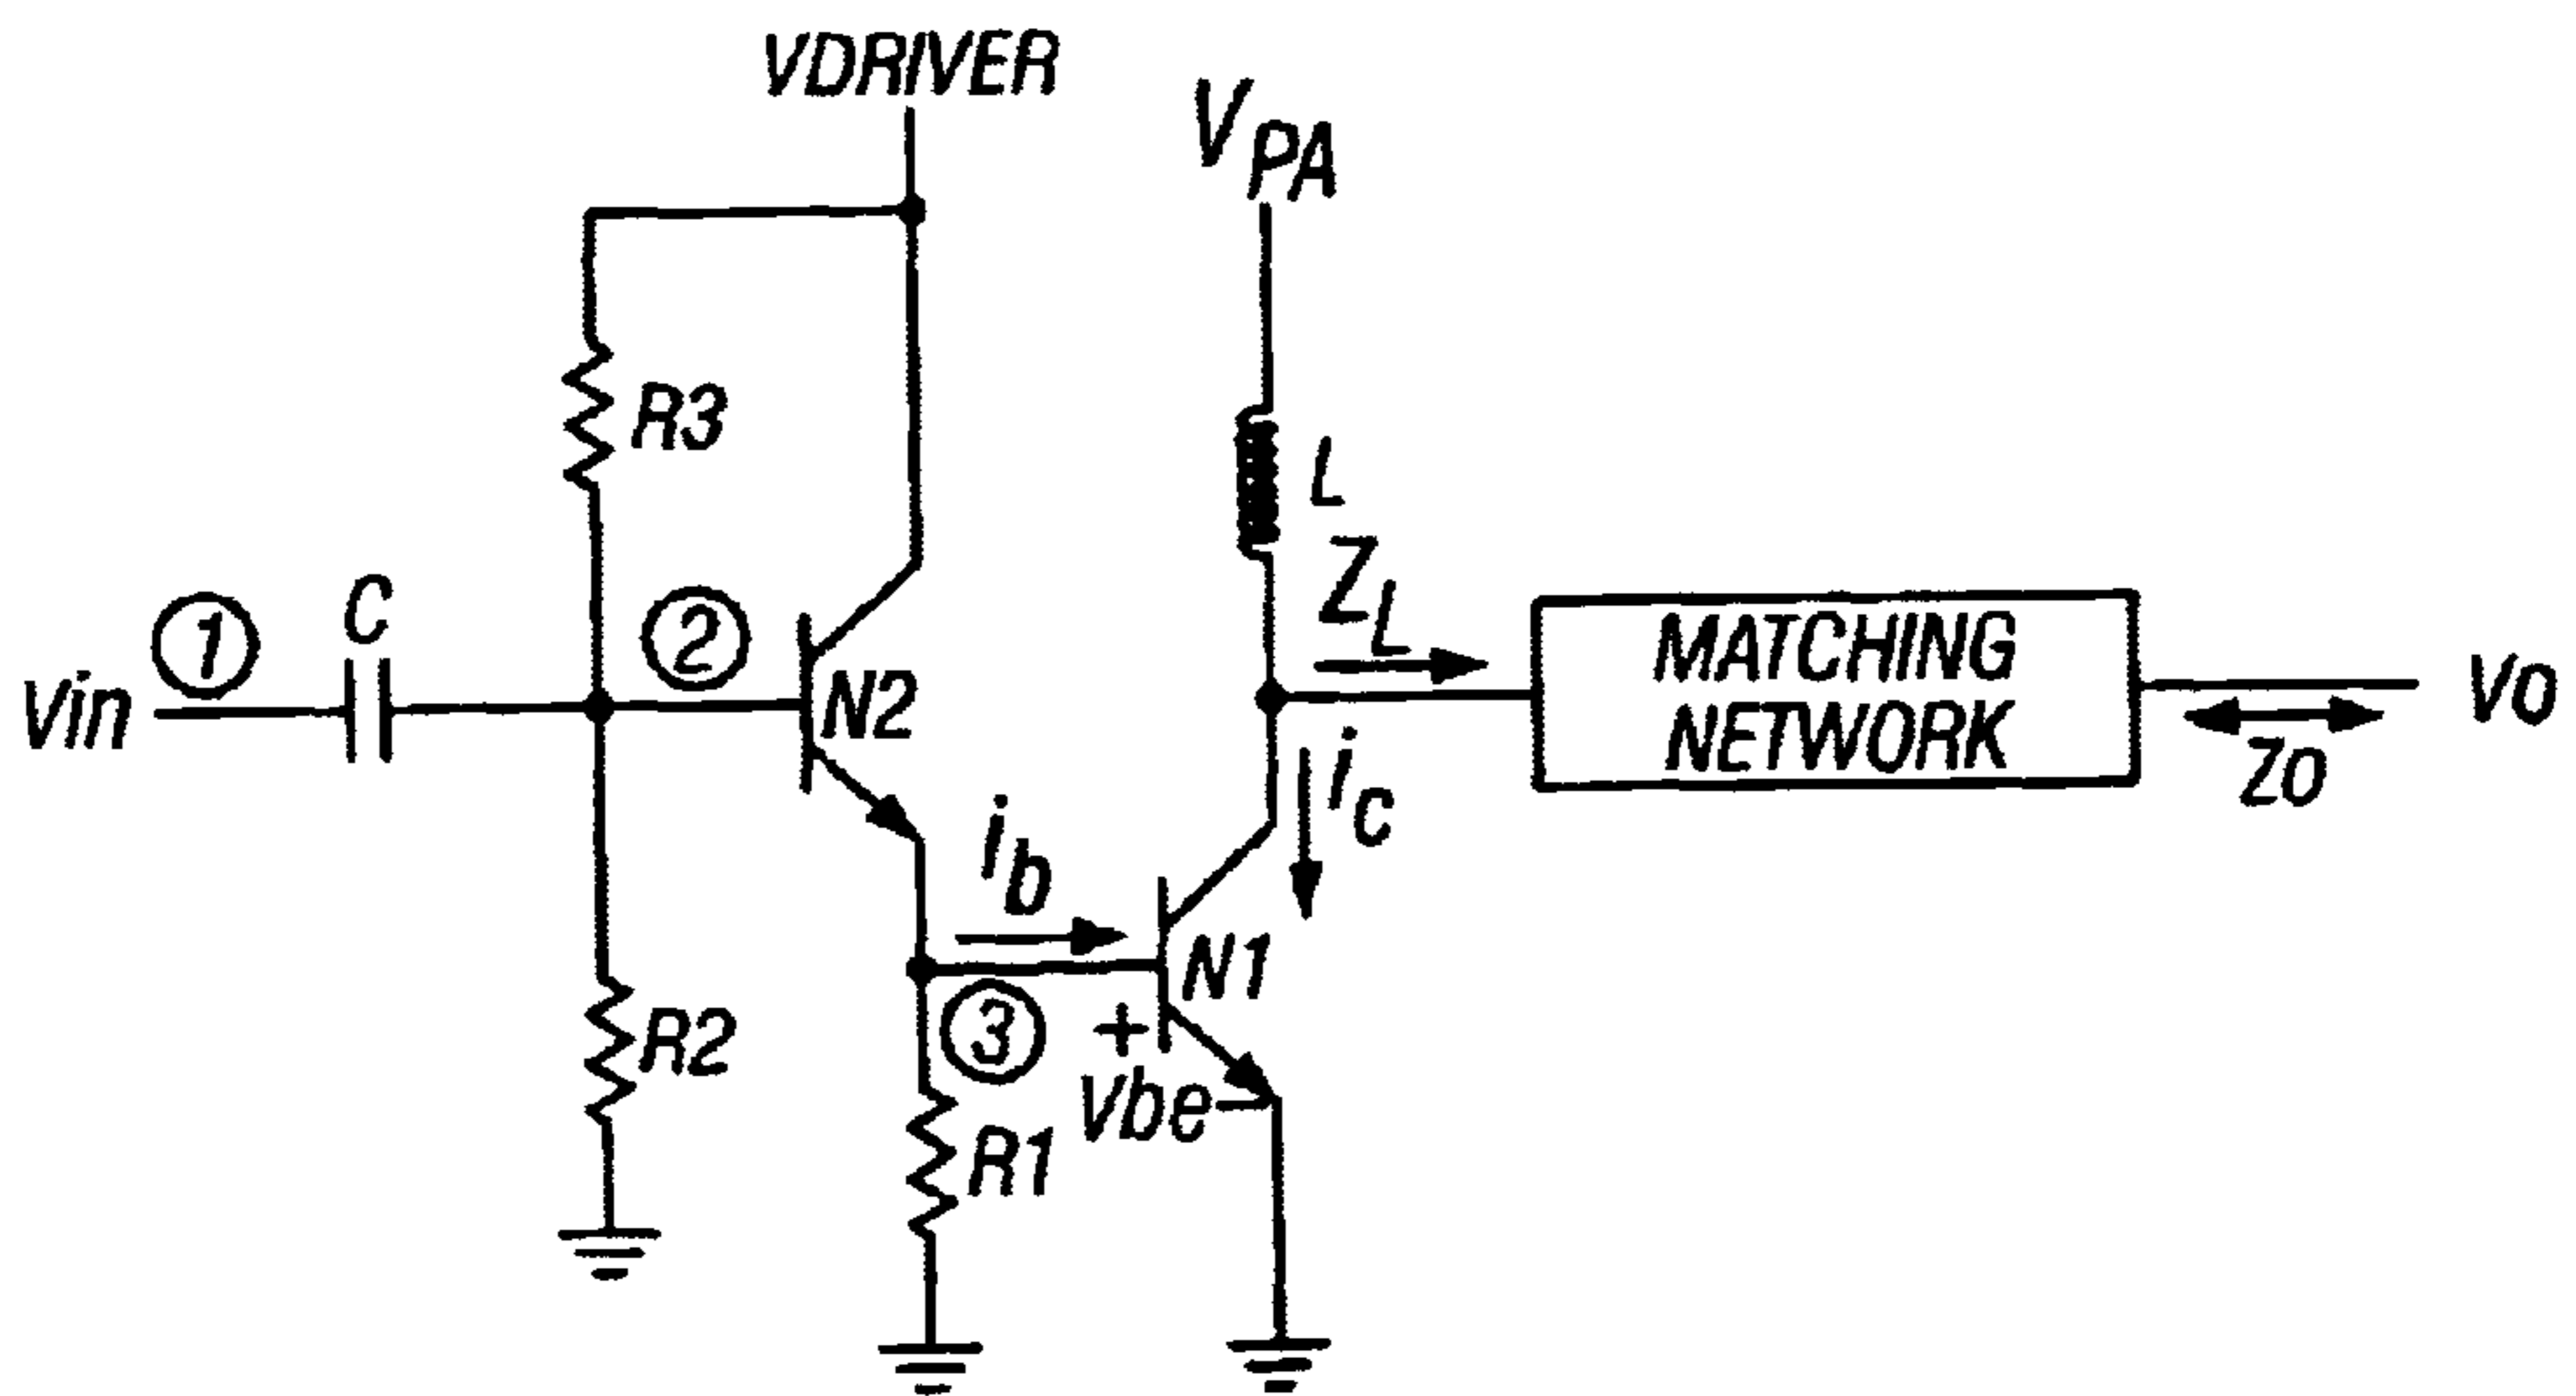 VDRIVER
VPA
R3
L
ZL
C
1
2
Vin
N2
MATCHING
NETWORK
Vo
Zo
ic
ib
N1
3
+
Vbe-
R2
R1